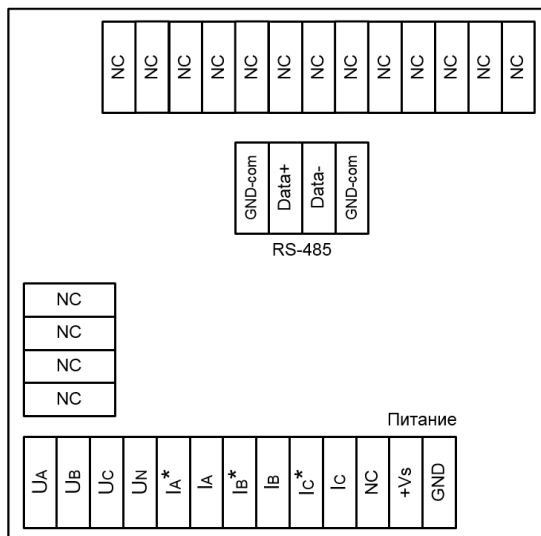 NC NC NC NC NC NC NC NC NC NC NC NC NC
GND-com Data+ Data- GND-com
RS-485
NC
NC
NC
NC
Питание
UA UB UC UN IA* IA IB* IB IC* IC NC +Vs GND